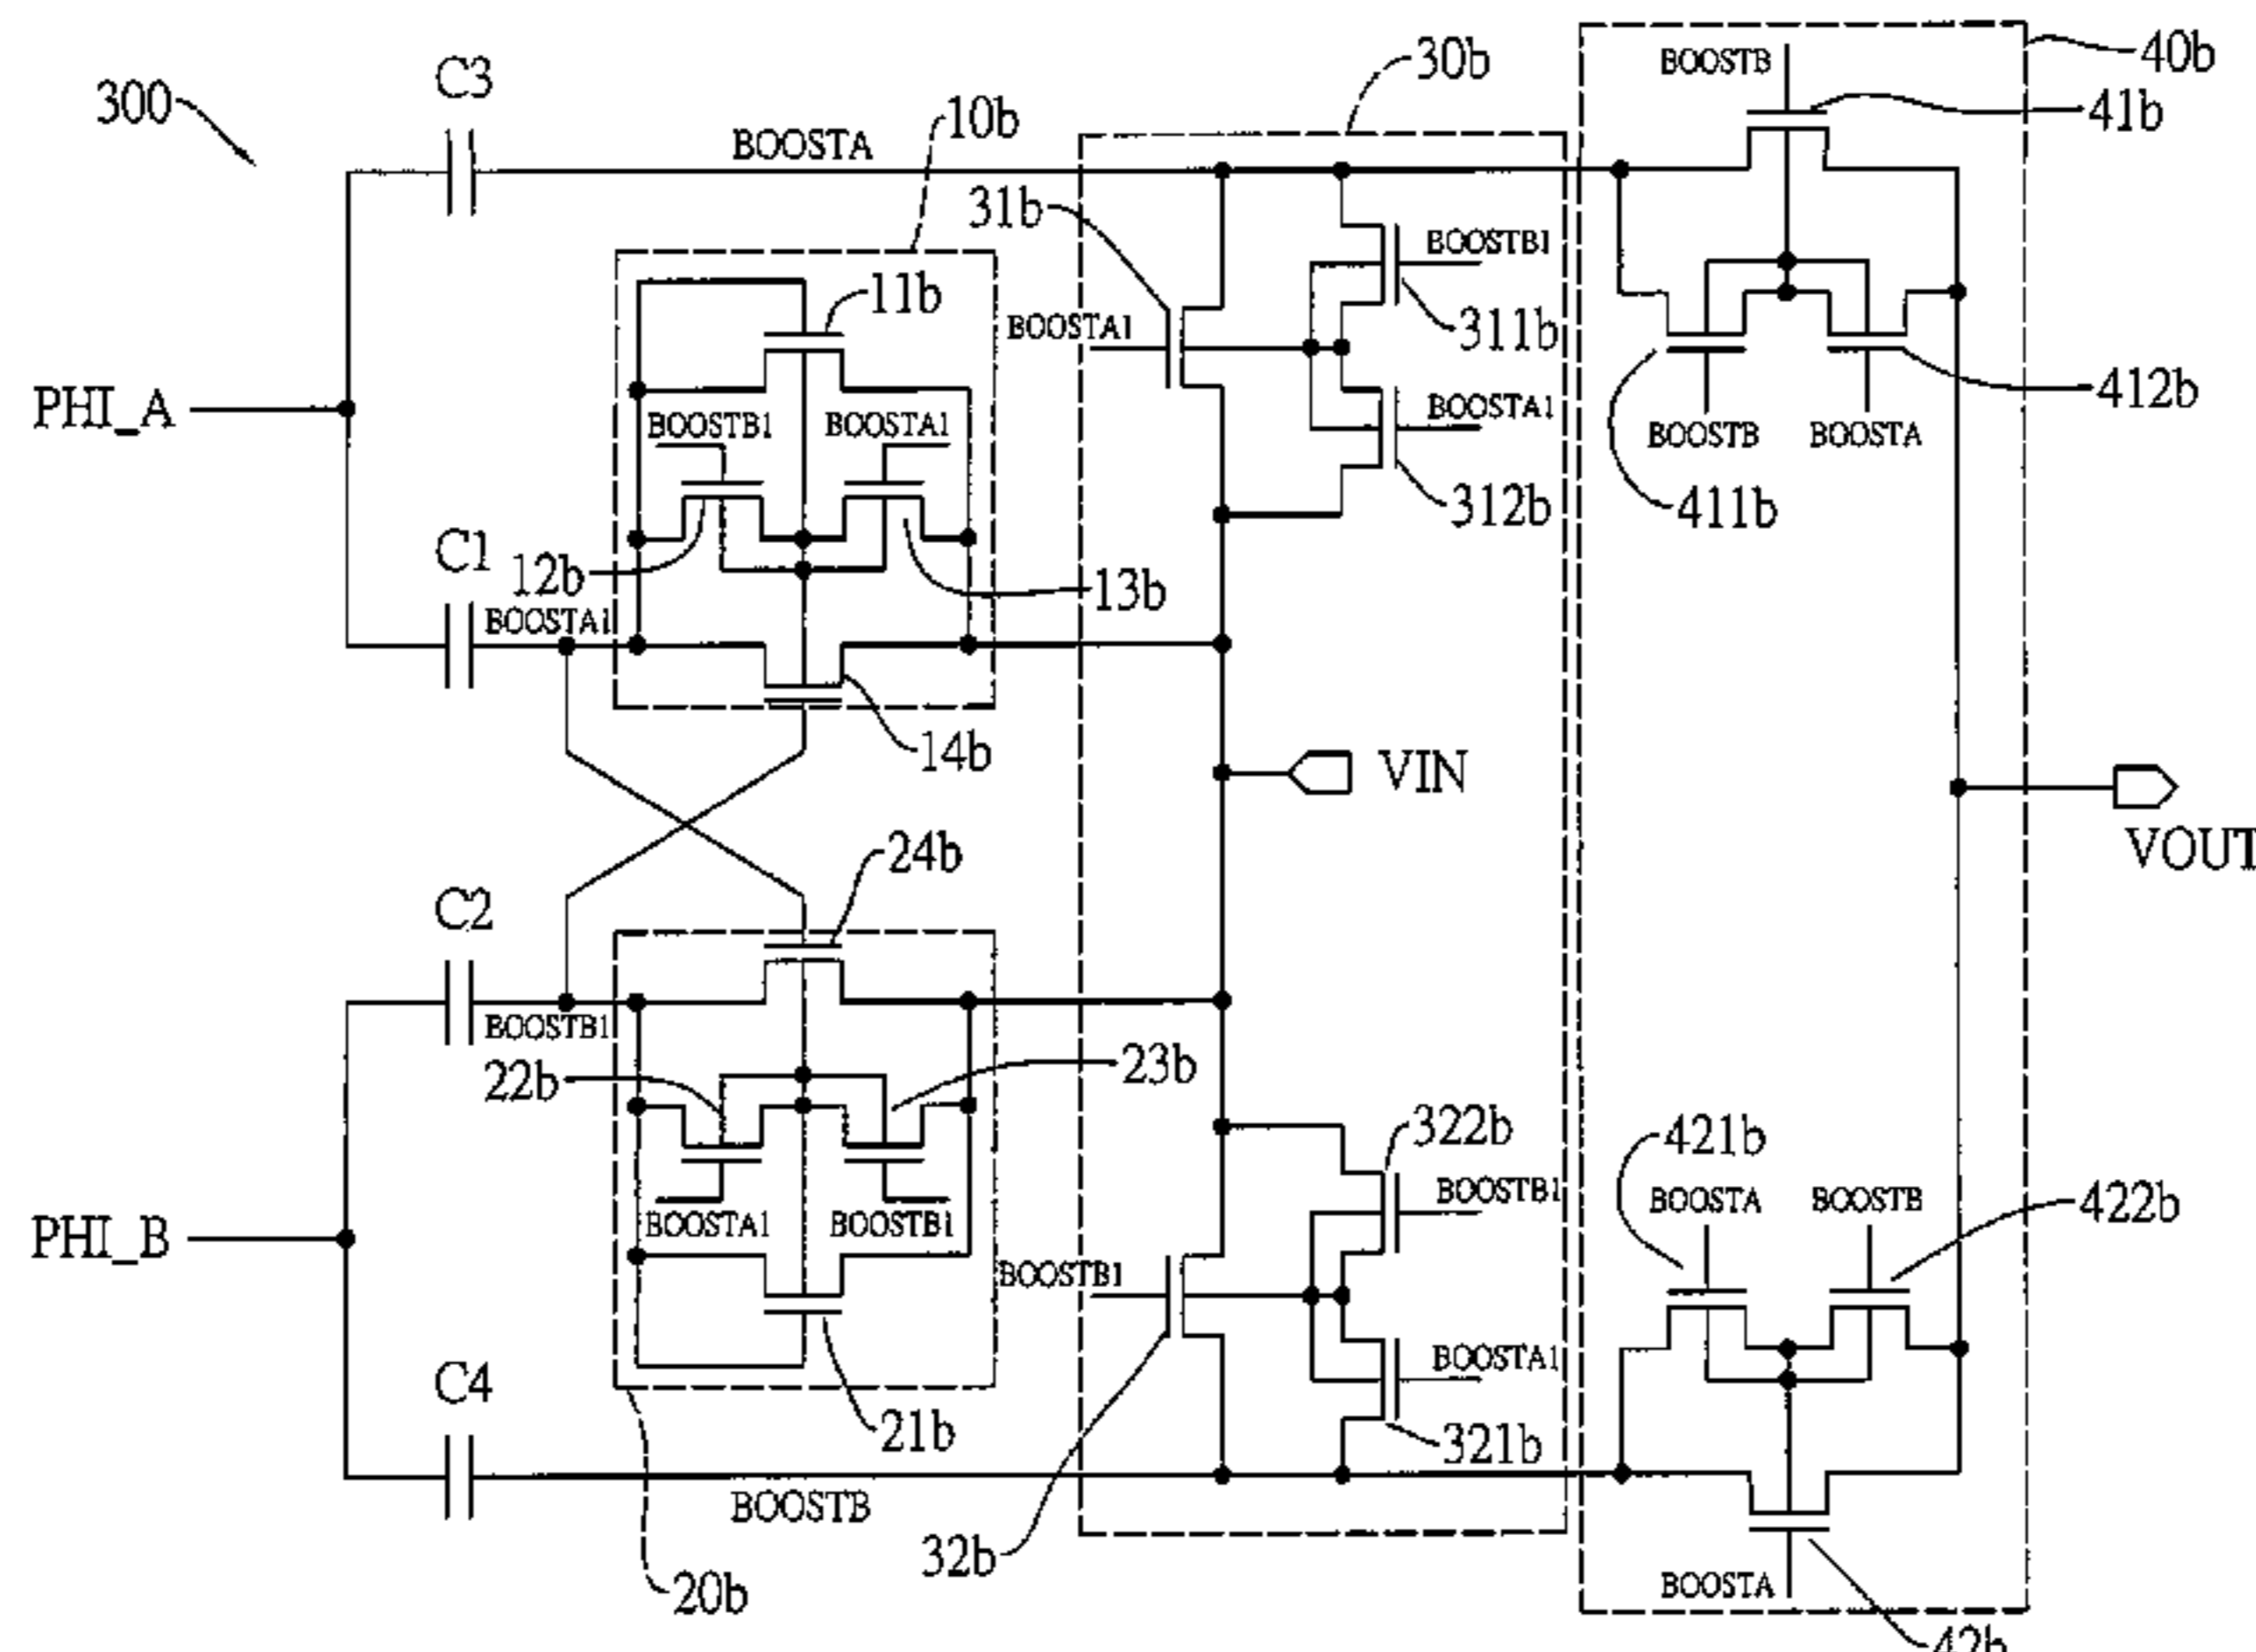 300
C3
BOOSTA
10b
30b
BOOSTB
40b
41b
31b
11b
BOOSTB1
311b
BOOSTA1
412b
PHI_A
BOOSTB1
BOOSTA1
BOOSTA1
BOOSTB
BOOSTA
312b
411b
C1
12b
13b
BOOSTA1
14b
VIN
VOUT
24b
C2
BOOSTB1
22b
23b
322b
421b
BOOSTA
BOOSTB
422b
BOOSTB1
PHI_B
BOOSTA1
BOOSTB1
BOOSTB1
BOOSTA1
C4
21b
321b
BOOSTB
32b
20b
BOOSTA
42b